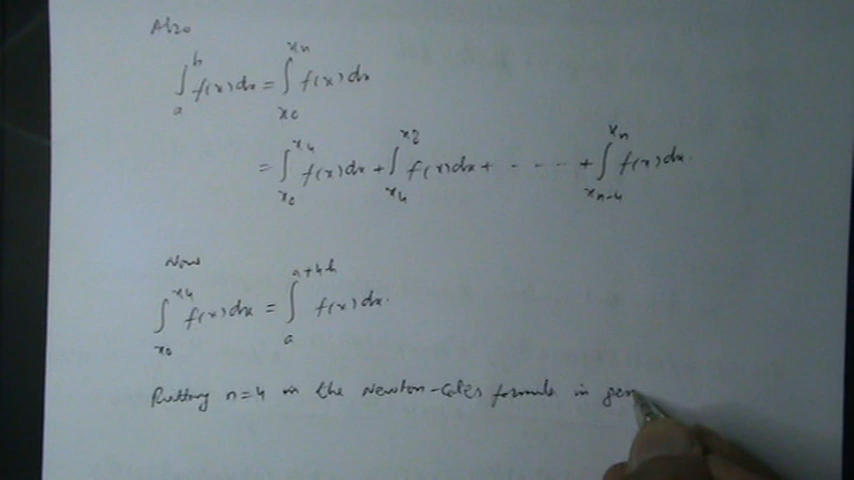 Also
∫_a^b f(x)dx = ∫_{x0}^{xn} f(x)dx
= ∫_{x0}^{x4} f(x)dx + ∫_{x4}^{x8} f(x)dx + ----- + ∫_{xn-4}^{xn} f(x)dx.
Now
∫_{x0}^{x4} f(x)dx = ∫_a^{a+4h} f(x)dx.
Putting n=4 in the Newton-Cotes formula in gen